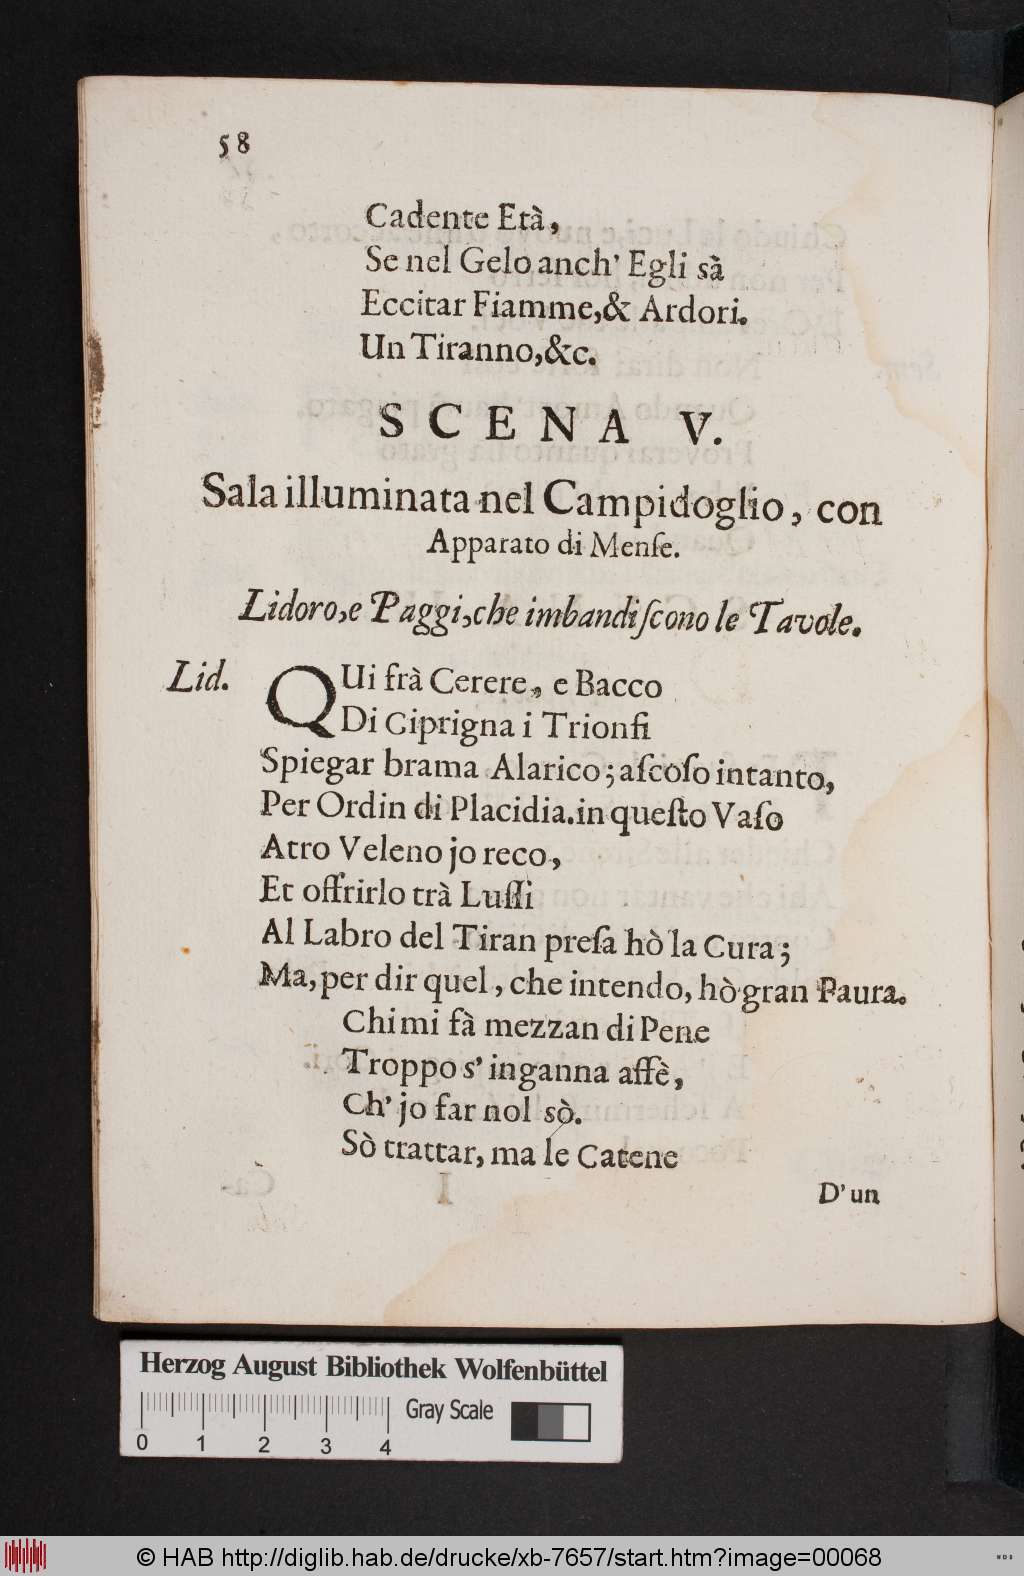 58
Cadente Età,
Se nel Gelo anch' Egli sà
Eccitar Fiamme,& Ardori.
Un Tiranno,&c.
SCENA V.
Sala illuminata nel Campidoglio, con
Apparato di Menſe.
Lidoro,e Paggi,che imbandiſcono le Tavole.
Lid. QUi frà Cerere, e Bacco
Di Ciprigna i Trionfi
Spiegar brama Alarico; aſcoſo intanto,
Per Ordin di Placidia.in queſto Vaſo
Atro Veleno jo reco,
Et offrirlo trà Luſſi
Al Labro del Tiran preſa hò la Cura;
Ma, per dir quel, che intendo, hò gran Paura.
Chi mi fà mezzan di Pene
Troppo s' inganna affè,
Ch' jo far nol sò.
Sò trattar, ma le Catene
D' un
Herzog August Bibliothek Wolfenbüttel
Gray Scale
0 1 2 3 4
© HAB http://diglib.hab.de/drucke/xb-7657/start.htm?image=00068